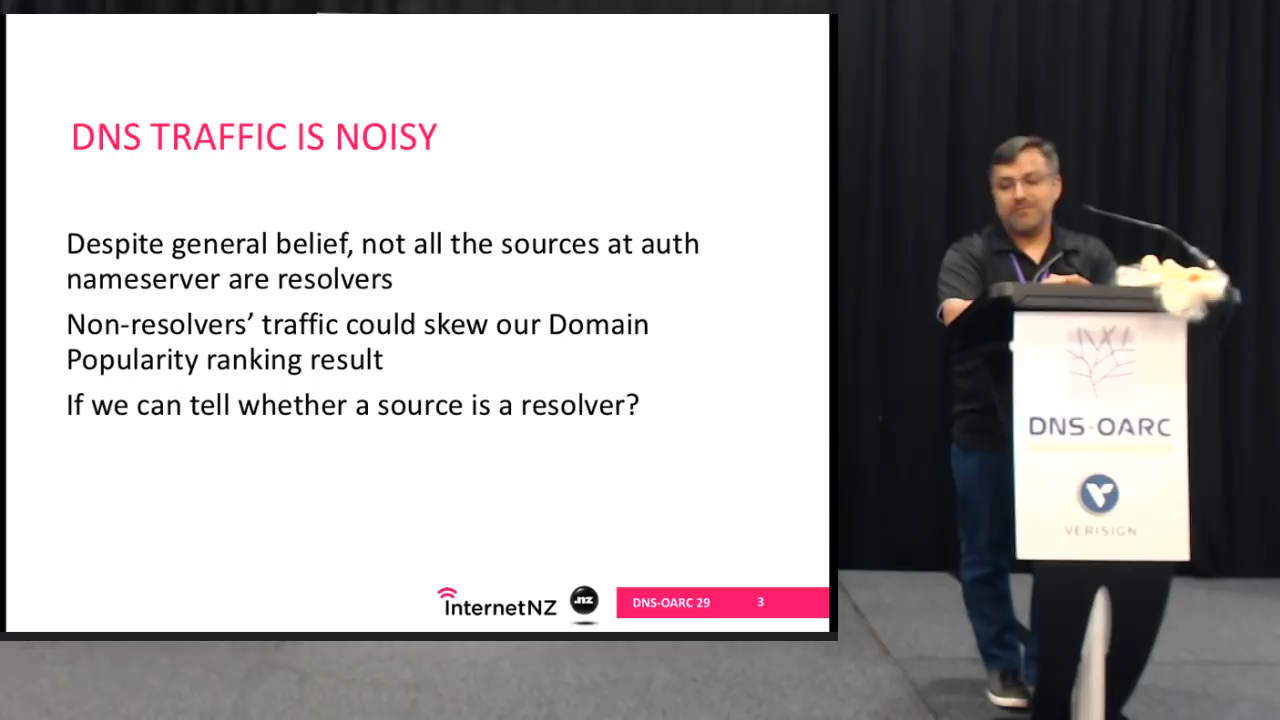 DNS TRAFFIC IS NOISY
Despite general belief, not all the sources at auth
nameserver are resolvers
Non-resolvers’ traffic could skew our Domain
Popularity ranking result
If we can tell whether a source is a resolver?
InternetNZ
.nz
DNS-OARC 29
3
DNS-OARC
VERISIGN